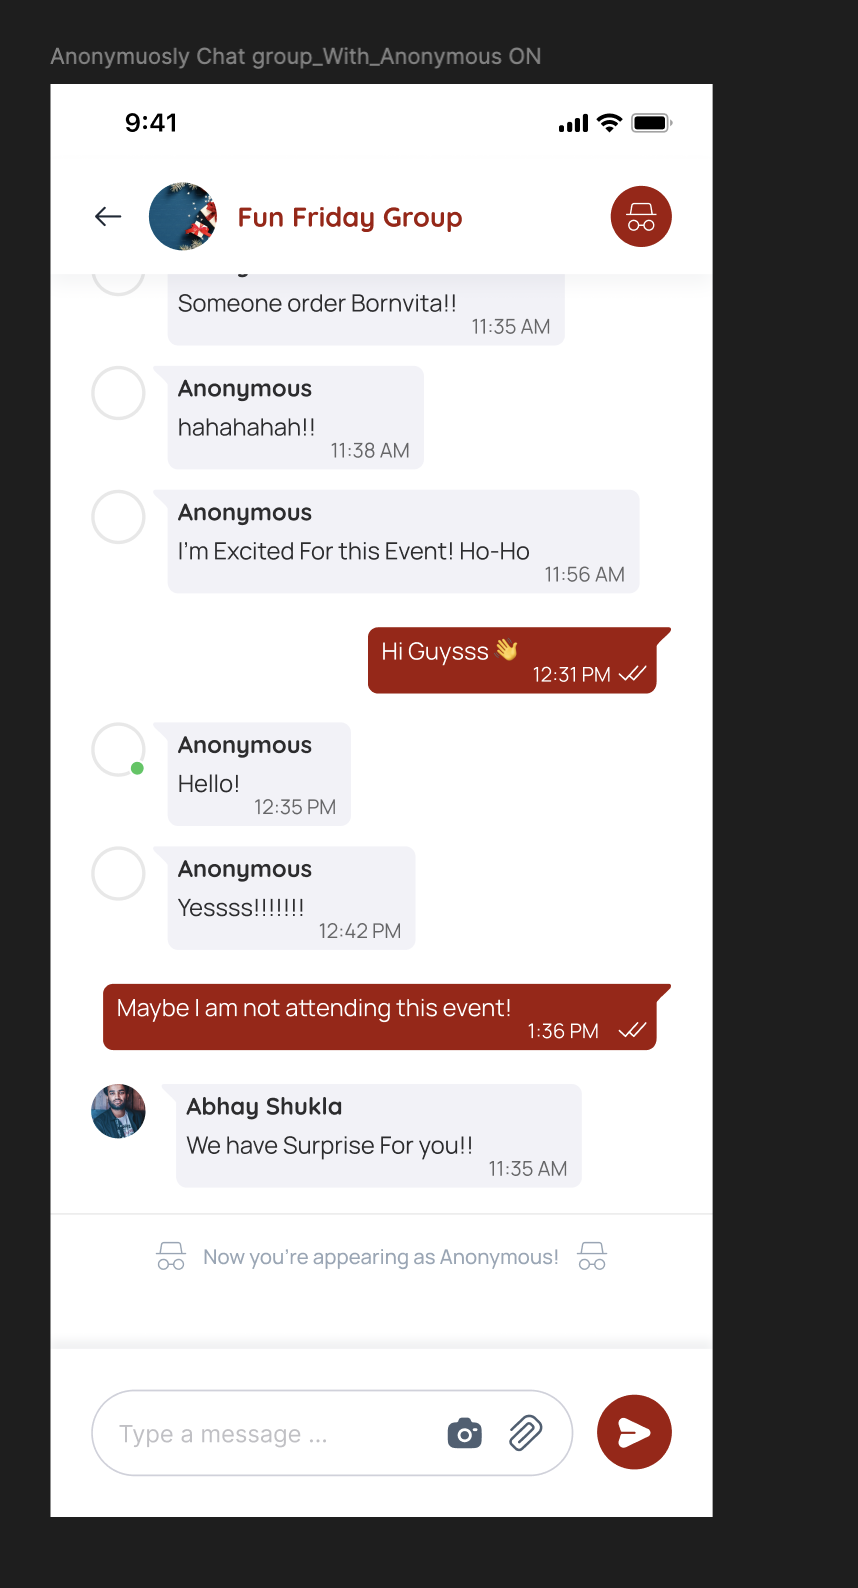 Anonymuosly Chat group_With_Anonymous ON
9:41
Fun Friday Group
Someone order Bornvita!!
11:35 AM
Anonymous
hahahahah!!
11:38 AM
Anonymous
I'm Excited For this Event! Ho-Ho
11:56 AM
Hi Guysss 👋
12:31 PM
Anonymous
Hello!
12:35 PM
Anonymous
Yessss!!!!!!!
12:42 PM
Maybe I am not attending this event!
1:36 PM
Abhay Shukla
We have Surprise For you!!
11:35 AM
Now you're appearing as Anonymous!
Type a message ...